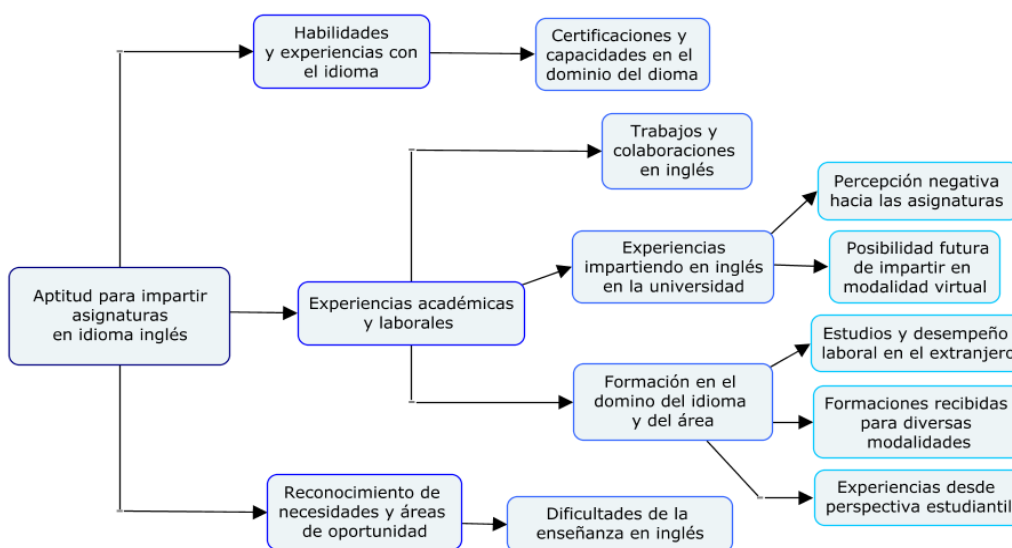 Habilidades
y experiencias con
el idioma
Certificaciones y
capacidades en el
dominio del dioma
Trabajos y
colaboraciones
en inglés
Percepción negativa
hacia las asignaturas
Experiencias
impartiendo en inglés
en la universidad
Posibilidad futura
de impartir en
modalidad virtual
Aptitud para impartir
asignaturas
en idioma inglés
Experiencias académicas
y laborales
Estudios y desempeño
laboral en el extranjero
Formación en el
domino del idioma
y del área
Formaciones recibidas
para diversas
modalidades
Experiencias desde
perspectiva estudiantil
Reconocimiento de
necesidades y áreas
de oportunidad
Dificultades de la
enseñanza en inglés